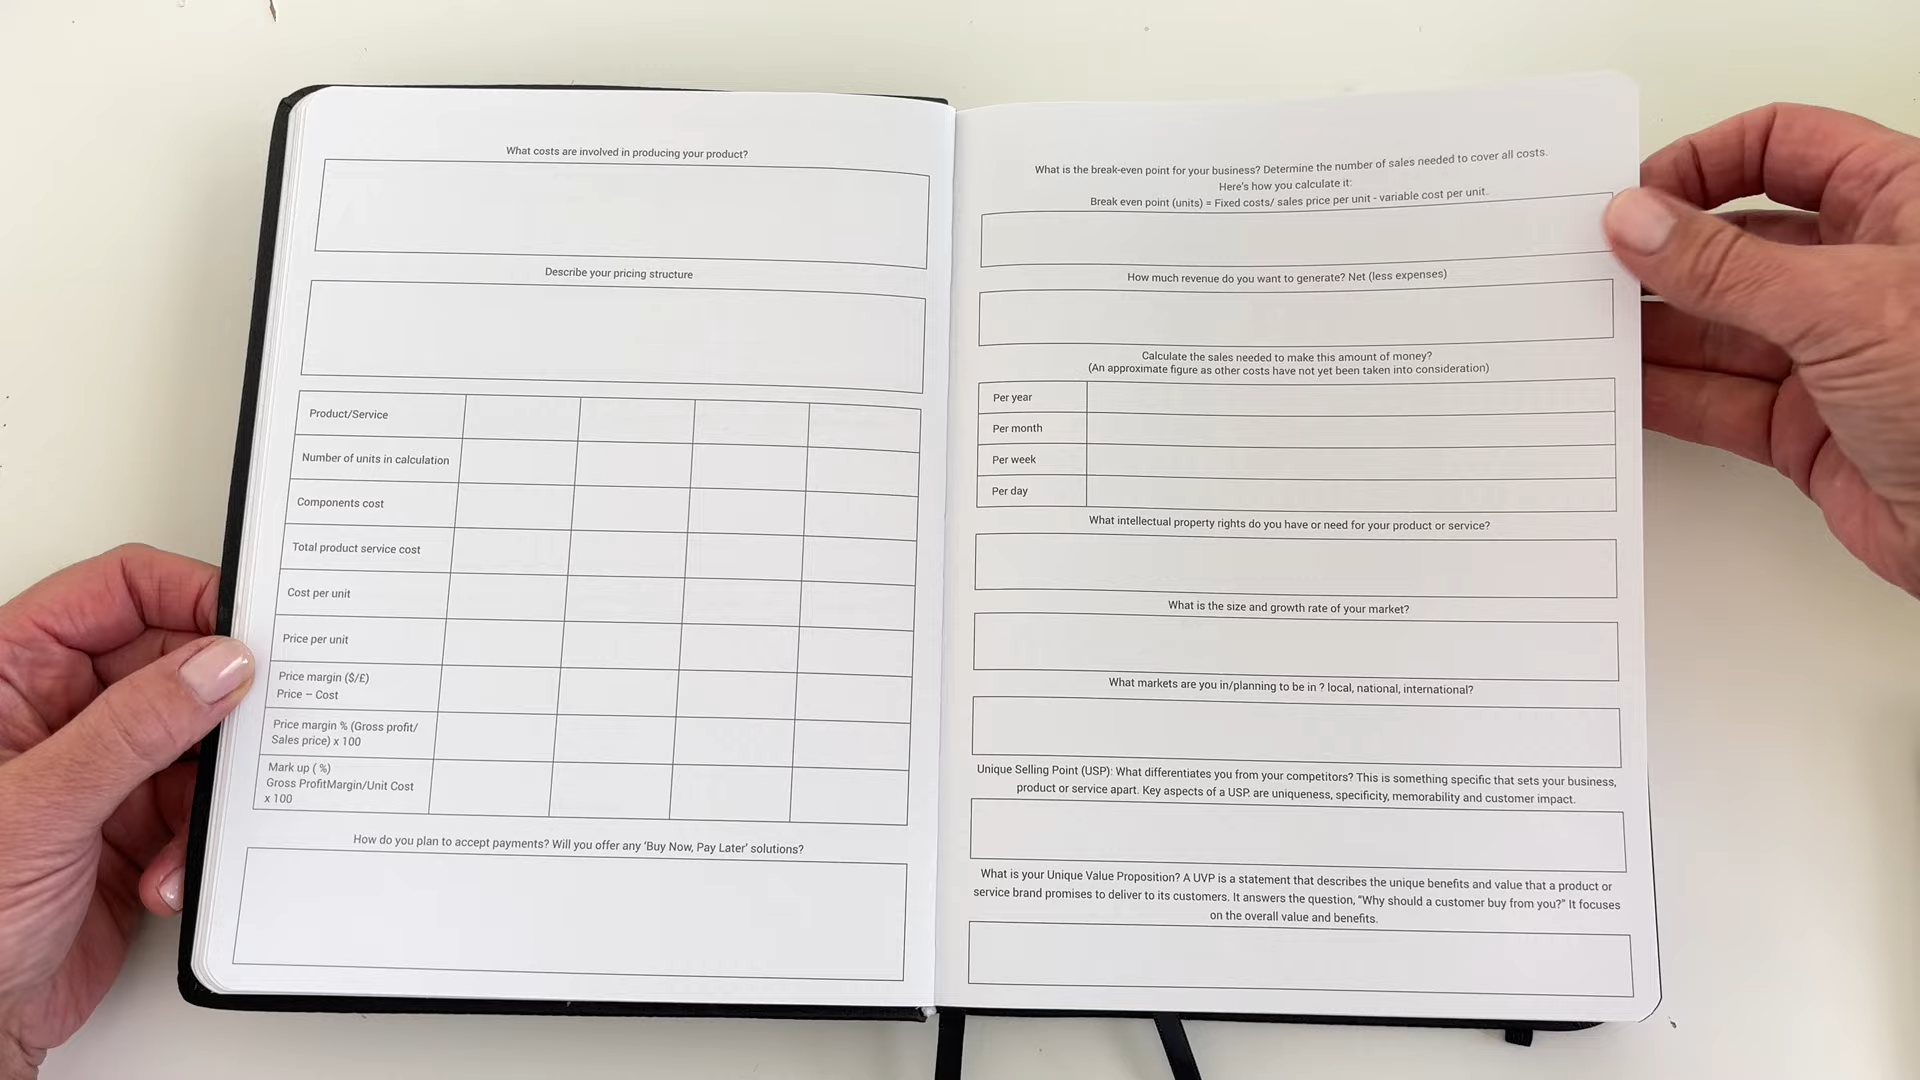 What costs are involved in producing your product?
Describe your pricing structure
Product/Service
Number of units in calculation
Components cost
Total product service cost
Cost per unit
Price per unit
Price margin ($/£)
Price – Cost
Price margin % (Gross profit/
Sales price) x 100
Mark up ( %)
Gross ProfitMargin/Unit Cost
x 100
How do you plan to accept payments? Will you offer any 'Buy Now, Pay Later' solutions?
What is the break-even point for your business? Determine the number of sales needed to cover all costs.
Here's how you calculate it:
Break even point (units) = Fixed costs/ sales price per unit - variable cost per unit.
How much revenue do you want to generate? Net (less expenses)
Calculate the sales needed to make this amount of money?
(An approximate figure as other costs have not yet been taken into consideration)
Per year
Per month
Per week
Per day
What intellectual property rights do you have or need for your product or service?
What is the size and growth rate of your market?
What markets are you in/planning to be in ? local, national, international?
Unique Selling Point (USP): What differentiates you from your competitors? This is something specific that sets your business,
product or service apart. Key aspects of a USP. are uniqueness, specificity, memorability and customer impact.
What is your Unique Value Proposition? A UVP is a statement that describes the unique benefits and value that a product or
service brand promises to deliver to its customers. It answers the question, "Why should a customer buy from you?" It focuses
on the overall value and benefits.